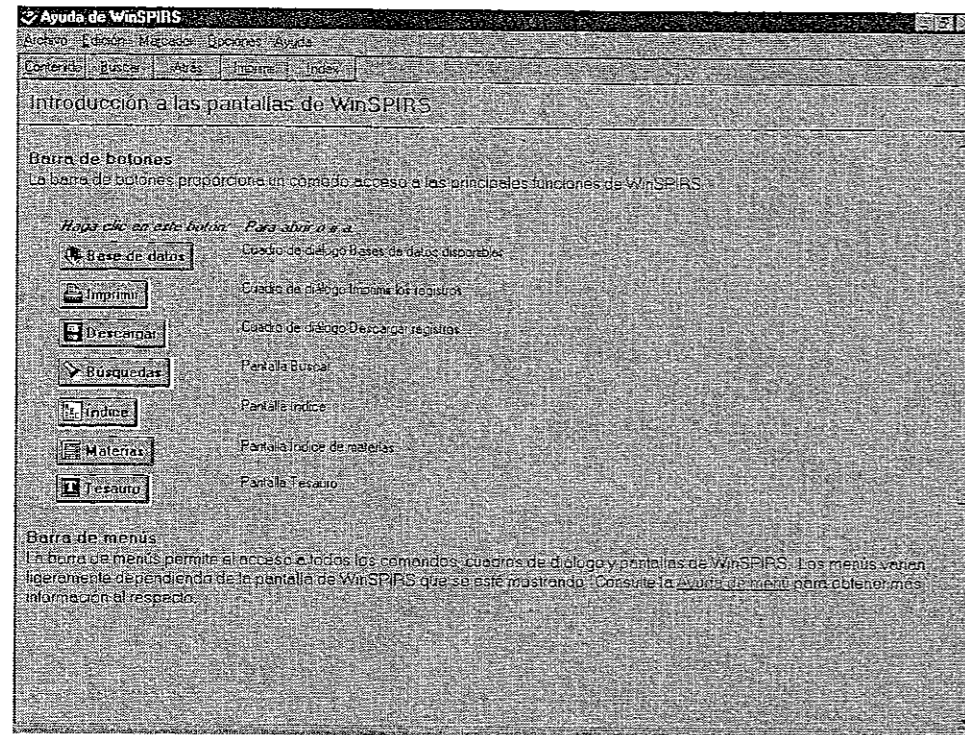 Ayuda de WinSPIRS
Archivo Edición Marcador Opciones Ayuda
Contenido Buscar Atrás Imprimir Index
Introducción a las pantallas de WinSPIRS
Barra de botones
La barra de botones proporciona un cómodo acceso a las principales funciones de WinSPIRS.
Haga clic en este botón: Para abrir o ir a:
Base de datos Cuadro de diálogo Bases de datos disponibles
Imprimir Cuadro de diálogo Imprimir los registros
Descargar Cuadro de diálogo Descargar registros
Búsquedas Pantalla Buscar
Índice Pantalla Índice
Materias Pantalla Índice de materias
Tesauro Pantalla Tesauro
Barra de menús
La barra de menús permite el acceso a todos los comandos, cuadros de diálogo y pantallas de WinSPIRS. Los menús varían
ligeramente dependiendo de la pantalla de WinSPIRS que se esté mostrando. Consulte la Ayuda de menú para obtener más
información al respecto.